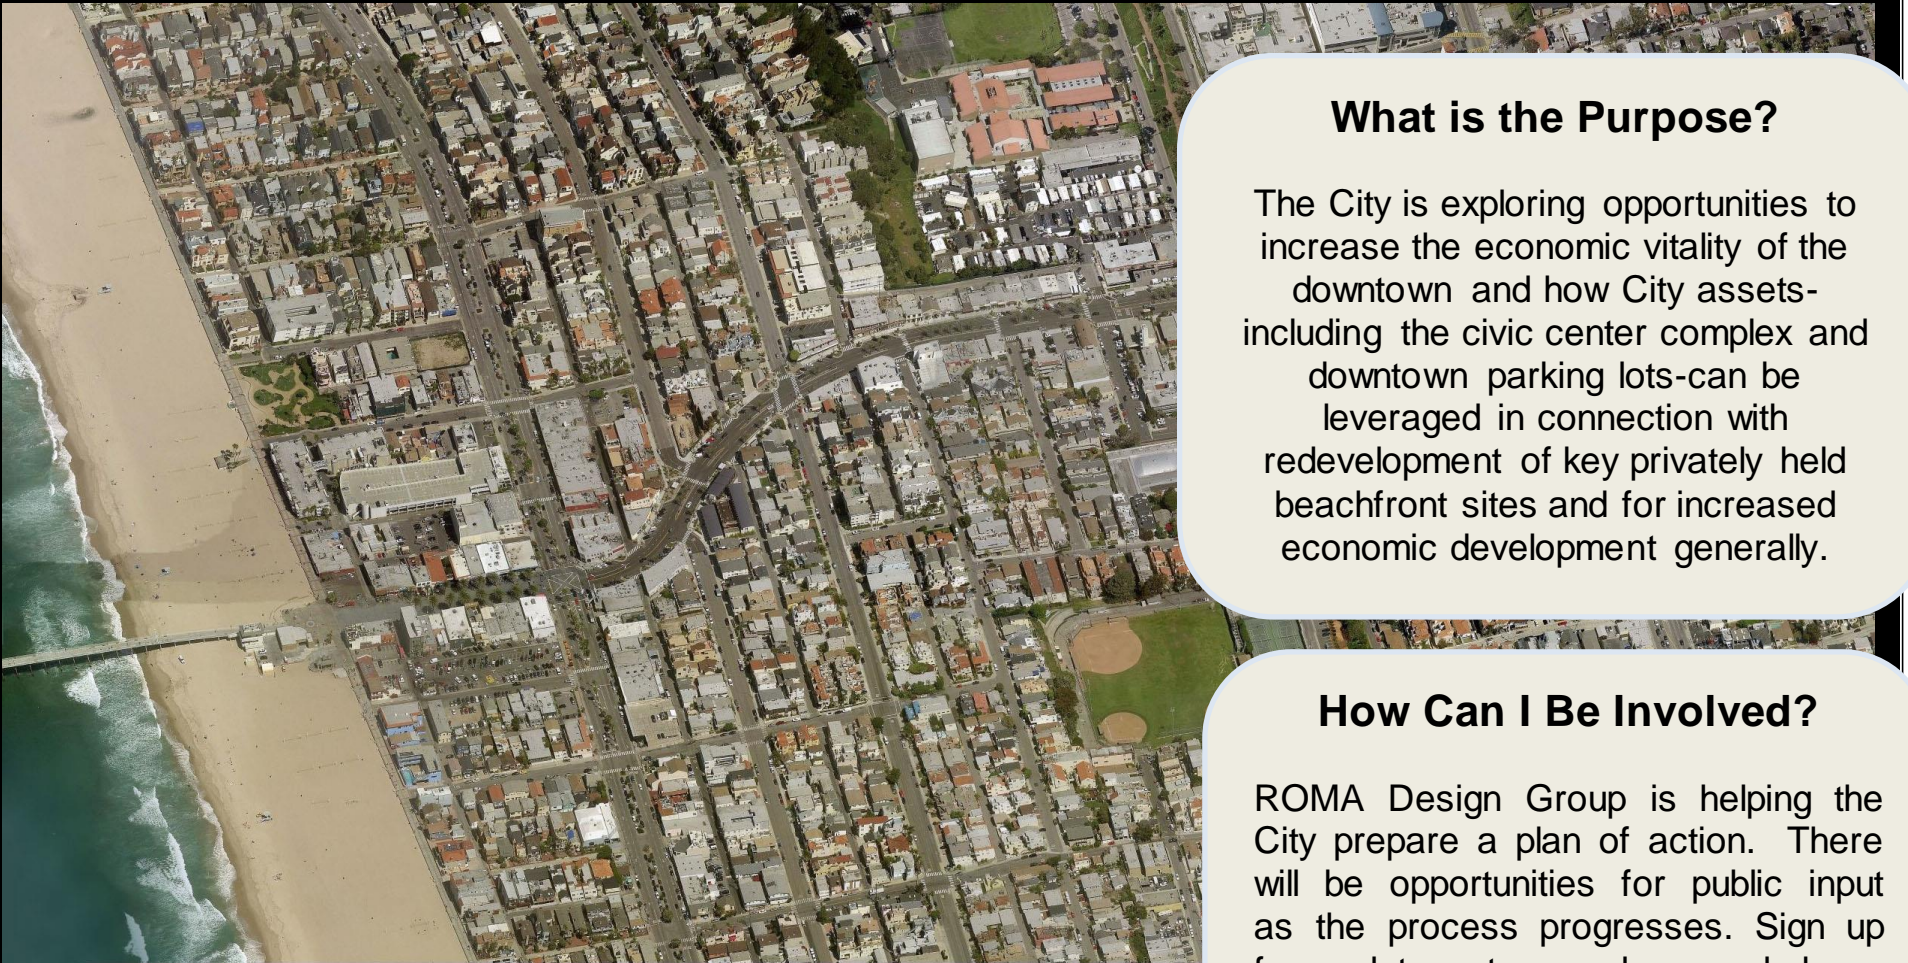 What is the Purpose?
The City is exploring opportunities to
increase the economic vitality of the
downtown and how City assets-
including the civic center complex and
downtown parking lots-can be
leveraged in connection with
redevelopment of key privately held
beachfront sites and for increased
economic development generally.
How Can I Be Involved?
ROMA Design Group is helping the
City prepare a plan of action. There
will be opportunities for public input
as the process progresses. Sign up